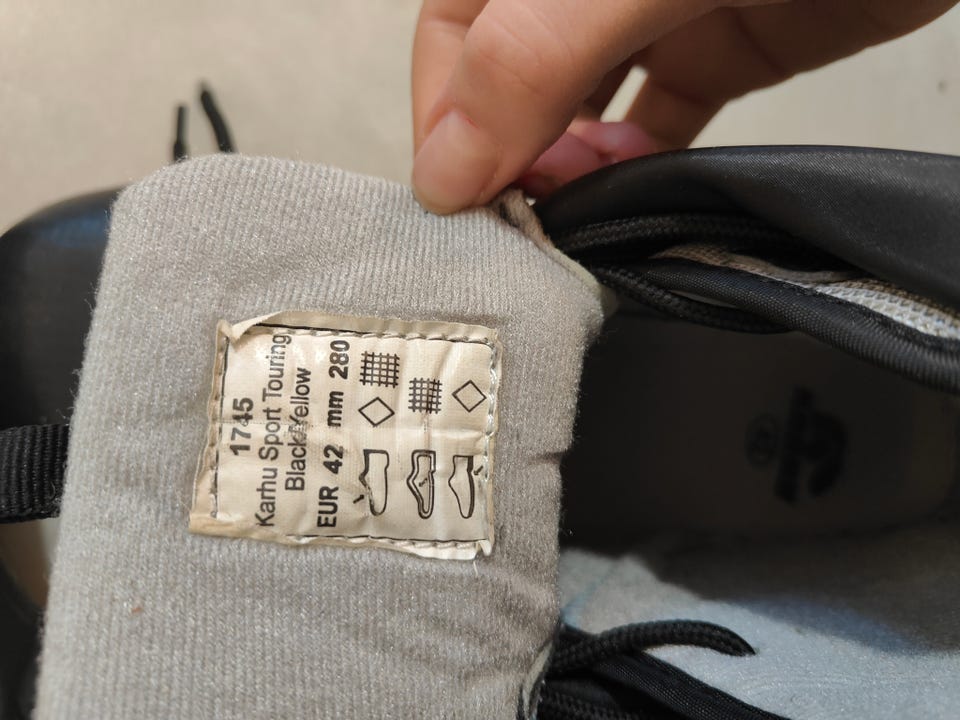 1745
Karhu Sport Touring
Black/Yellow
EUR 42 mm 280